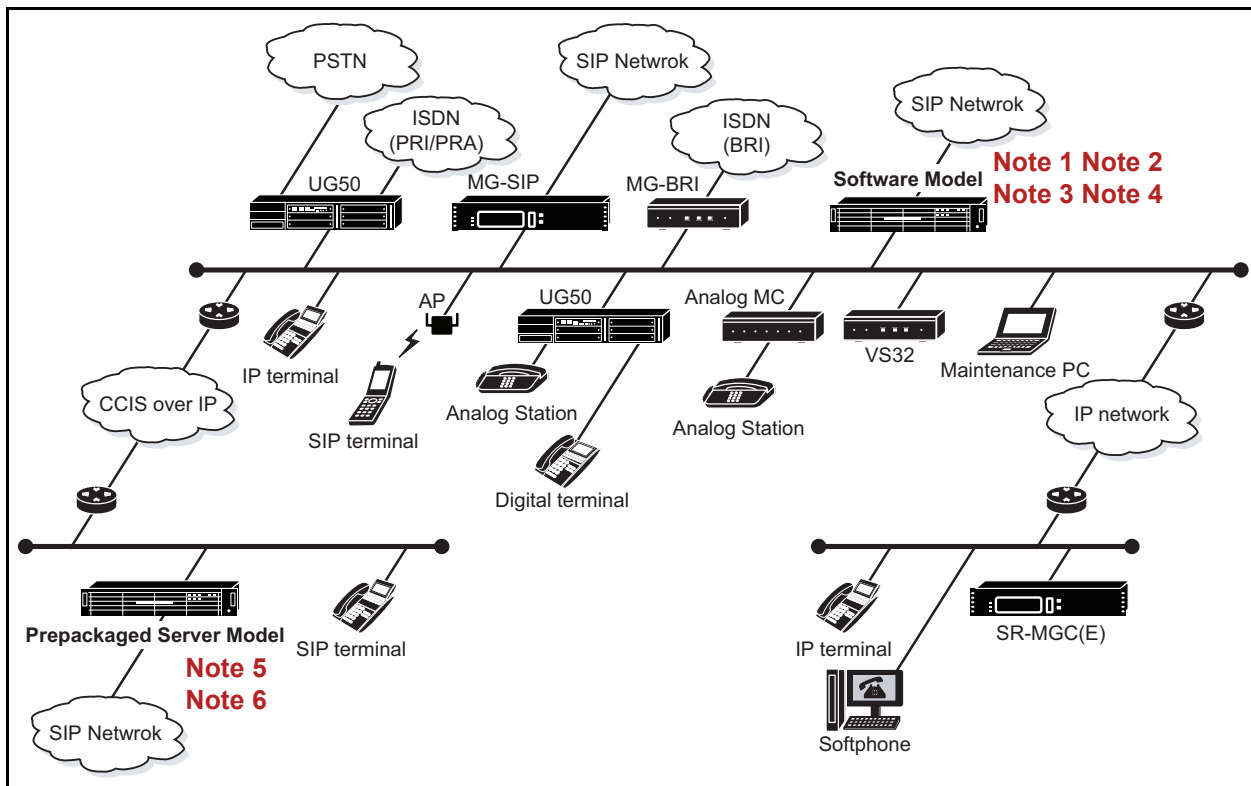 PSTN
SIP Netwrok
SIP Netwrok
ISDN
(PRI/PRA)
ISDN
(BRI)
UG50
MG-SIP
MG-BRI
Software Model
Note 1 Note 2
Note 3 Note 4
AP
UG50
Analog MC
IP terminal
SIP terminal
Analog Station
Digital terminal
Analog Station
VS32
Maintenance PC
CCIS over IP
IP network
Prepackaged Server Model
SIP terminal
Note 5
Note 6
SIP Netwrok
IP terminal
SR-MGC(E)
Softphone